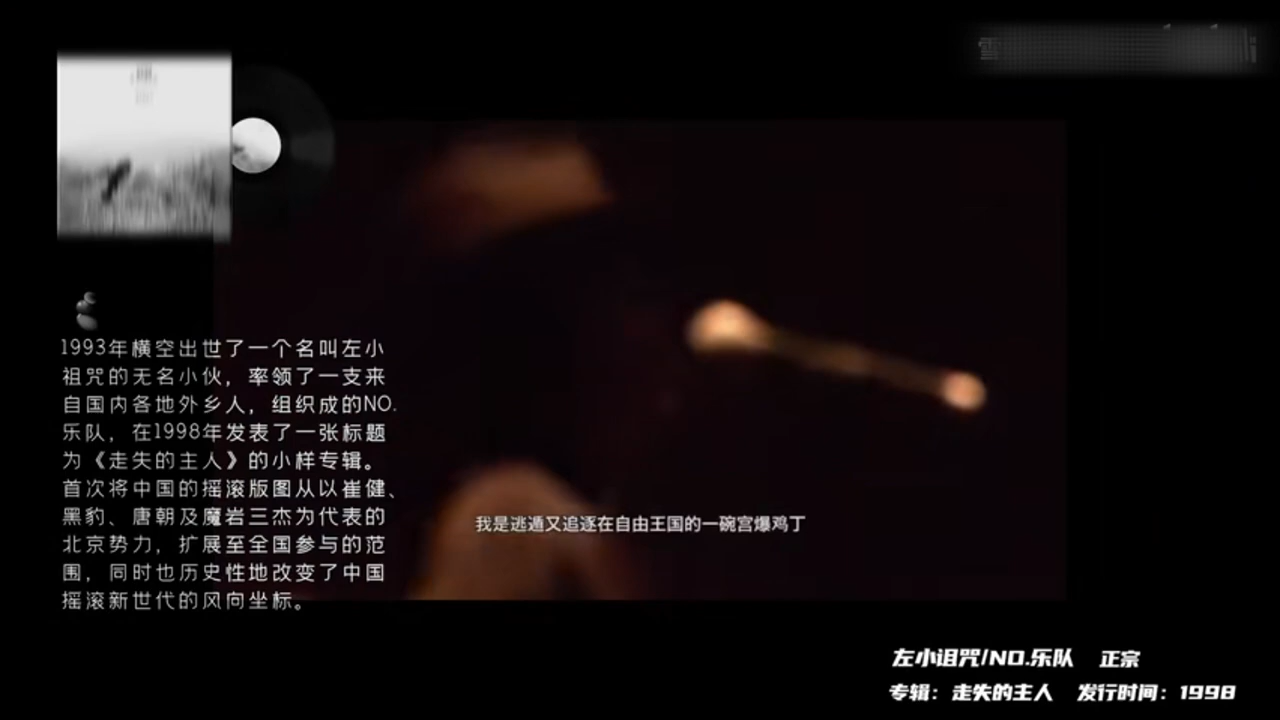 1993年横空出世了一个名叫左小
祖咒的无名小伙，率领了一支来
自国内各地外乡人，组织成的NO.
乐队，在1998年发表了一张标题
为《走失的主人》的小样专辑。
首次将中国的摇滚版图从以崔健、
黑豹、唐朝及魔岩三杰为代表的
北京势力，扩展至全国参与的范
围，同时也历史性地改变了中国
摇滚新世代的风向坐标。
我是逃遁又追逐在自由王国的一碗宫爆鸡丁
左小诅咒/NO.乐队 正宗
专辑：走失的主人 发行时间：1998